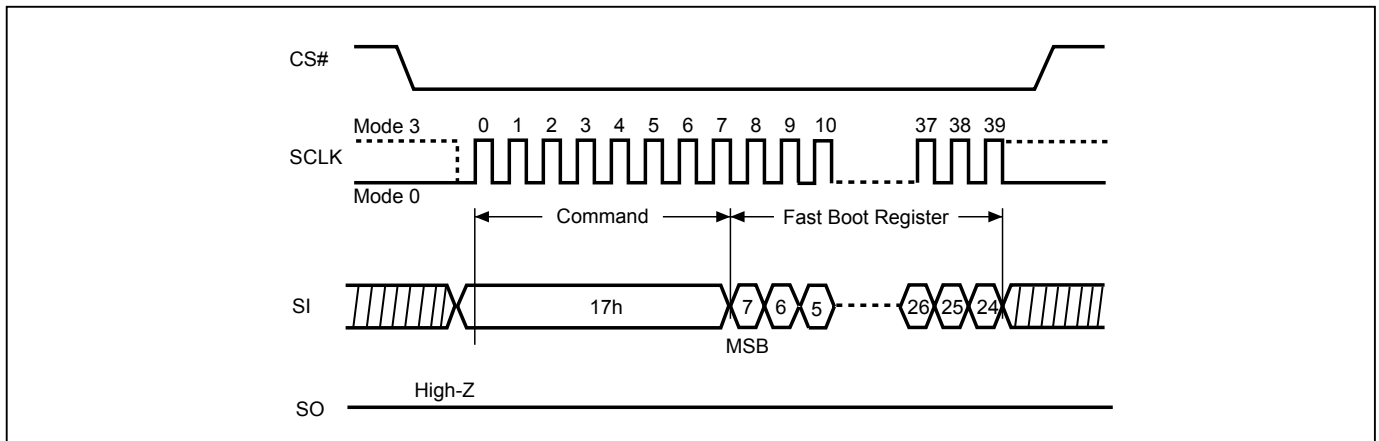 CS#
Mode 3
0 1 2 3 4 5 6 7 8 9 10 37 38 39
SCLK
Mode 0
Command Fast Boot Register
SI 17h 7 6 5 26 25 24
MSB
High-Z
SO